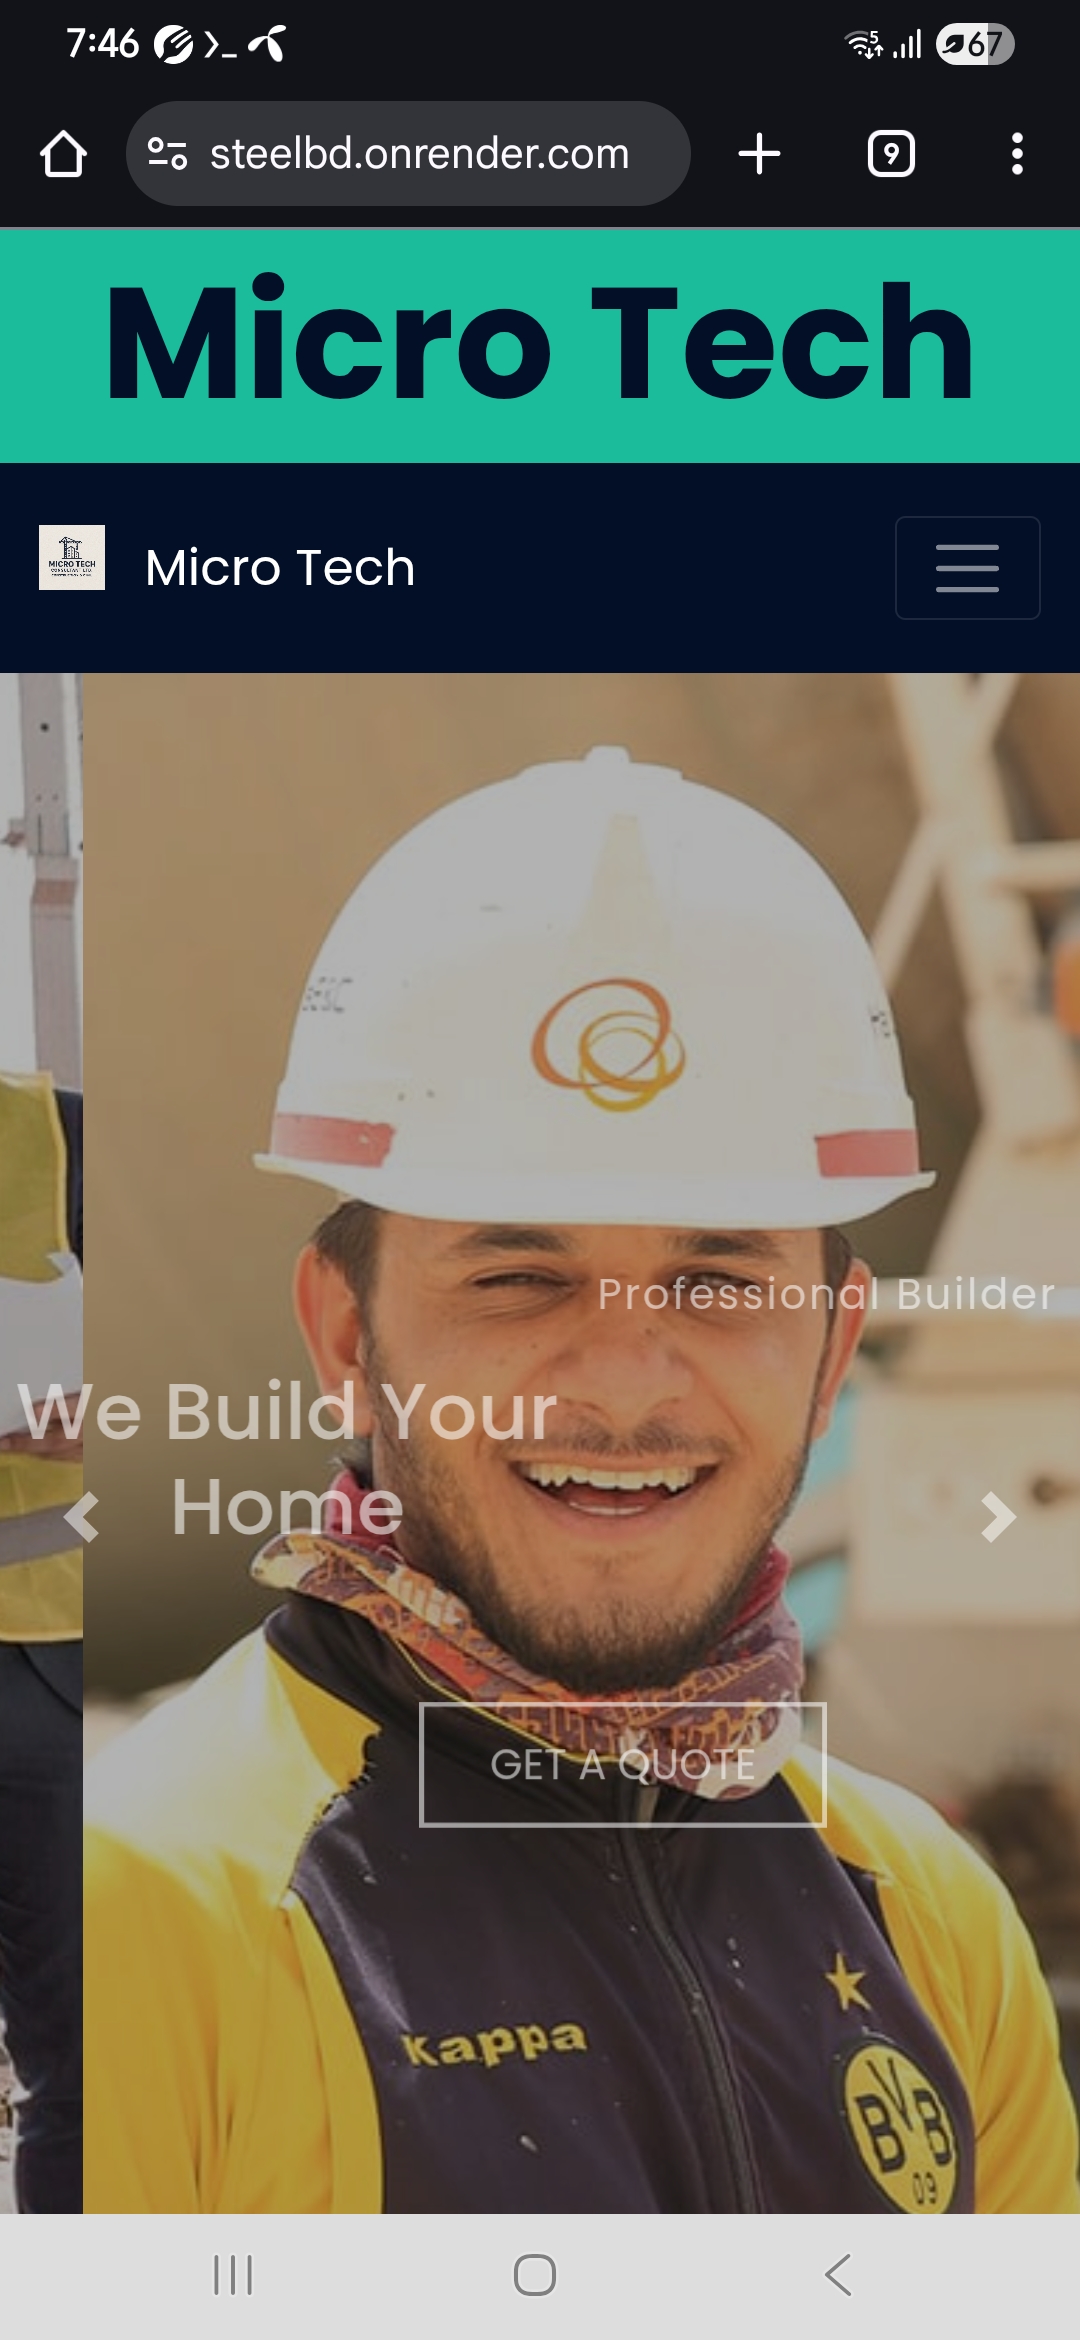 7:46
67
steelbd.onrender.com
9
Micro Tech
MICRO TECH
Micro Tech
Professional Builder
We Build Your
Home
GET A QUOTE
Kappa
BVB
09